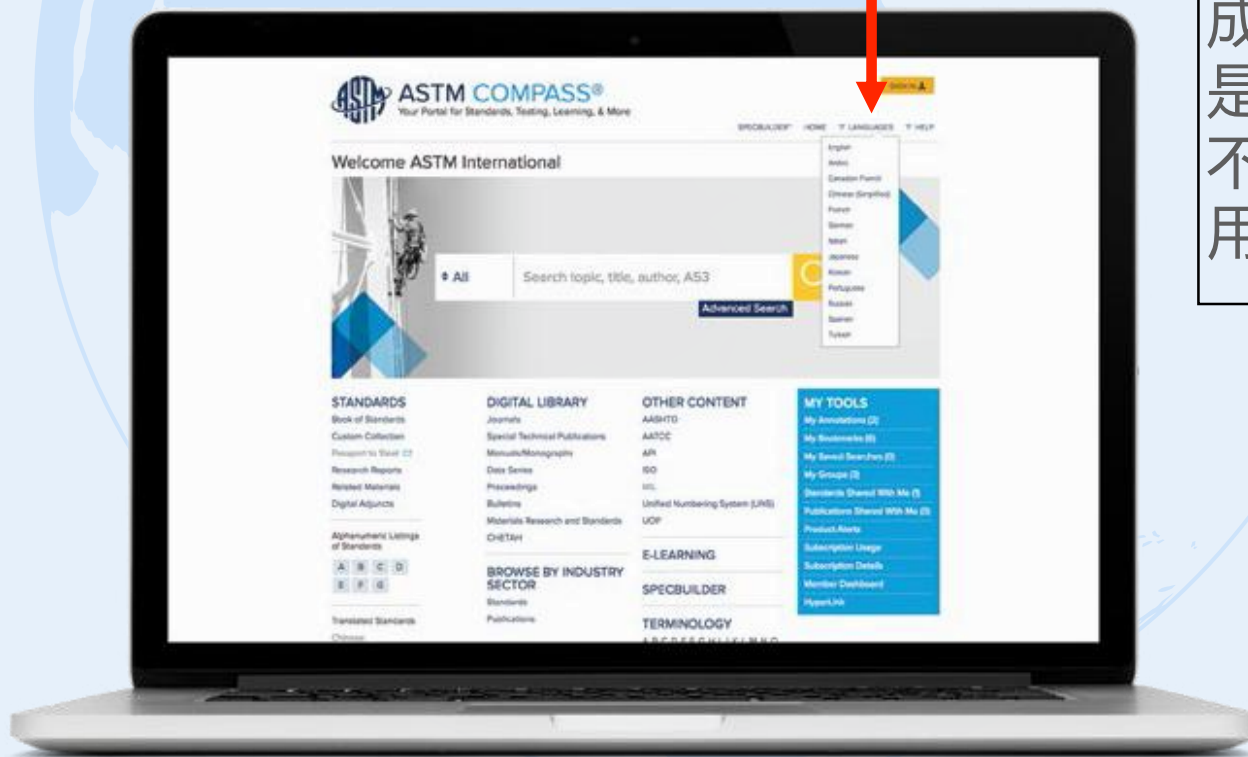 成
是
不
用
ASTM COMPASS®
Your Portal for Standards, Testing, Learning, & More
SIGN IN
SPECBUILDER® HOME LANGUAGES HELP
English
Arabic
Canadian French
Chinese (Simplified)
French
German
Italian
Japanese
Korean
Portuguese
Russian
Spanish
Turkish
Welcome ASTM International
All Search topic, title, author, A53
Advanced Search
STANDARDS
Book of Standards
Custom Collection
Passport to Steel
Research Reports
Related Materials
Digital Adjuncts
Alphanumeric Listings
of Standards
A B C D
E F G
Translated Standards
Chinese
DIGITAL LIBRARY
Journals
Special Technical Publications
Manuals/Monographs
Data Series
Proceedings
Bulletins
Materials Research and Standards
CHETAH
BROWSE BY INDUSTRY
SECTOR
Standards
Publications
OTHER CONTENT
AASHTO
AATCC
API
ISO
Unified Numbering System (UNS)
UOP
E-LEARNING
SPECBUILDER
TERMINOLOGY
A B C D E F G H I J K L M N O
MY TOOLS
My Annotations (2)
My Bookmarks (6)
My Saved Searches (0)
My Groups (3)
Standards Shared With Me (1)
Publications Shared With Me (0)
Product Alerts
Subscription Usage
Subscription Details
Member Dashboard
HyperLink